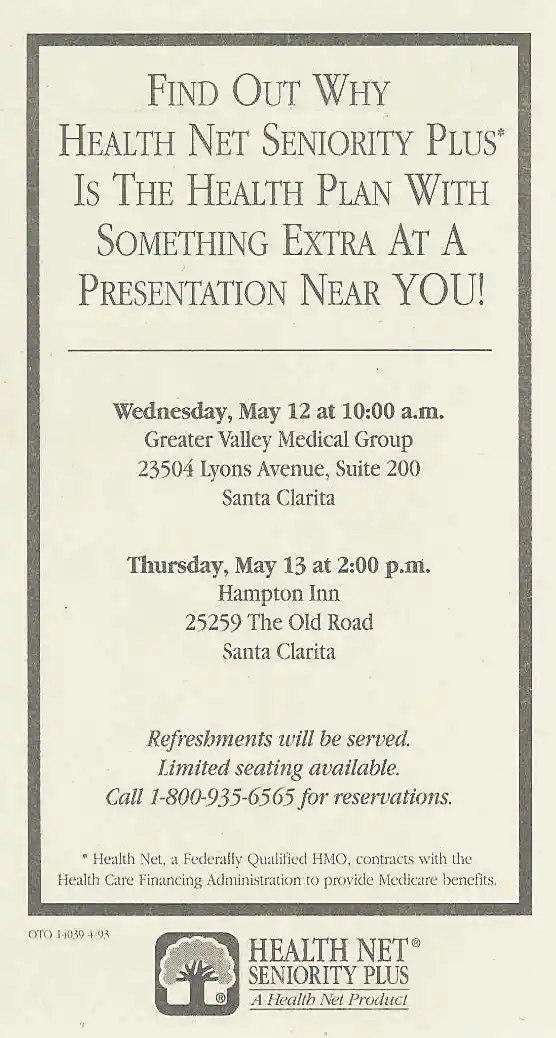 FIND OUT WHY
HEALTH NET SENIORITY PLUS*
IS THE HEALTH PLAN WITH
SOMETHING EXTRA AT A
PRESENTATION NEAR YOU!
Wednesday, May 12 at 10:00 a.m.
Greater Valley Medical Group
23504 Lyons Avenue, Suite 200
Santa Clarita
Thursday, May 13 at 2:00 p.m.
Hampton Inn
25259 The Old Road
Santa Clarita
Refreshments will be served.
Limited seating available.
Call 1-800-935-6565 for reservations.
* Health Net, a Federally Qualified HMO, contracts with the
Health Care Financing Administration to provide Medicare benefits.
OTO 14039 4/93
HEALTH NET®
SENIORITY PLUS
®
A Health Net Product